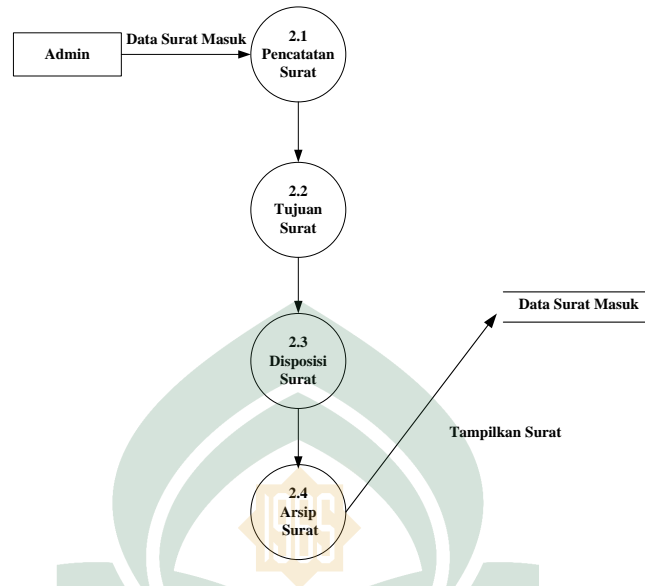 Admin
Data Surat Masuk
2.1
Pencatatan
Surat
2.2
Tujuan
Surat
2.3
Disposisi
Surat
Data Surat Masuk
Tampilkan Surat
2.4
Arsip
Surat